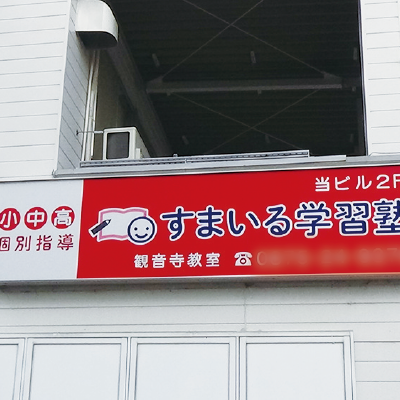 小中高
個別指導
当ビル2F
すまいる学習塾
観音寺教室 ☎